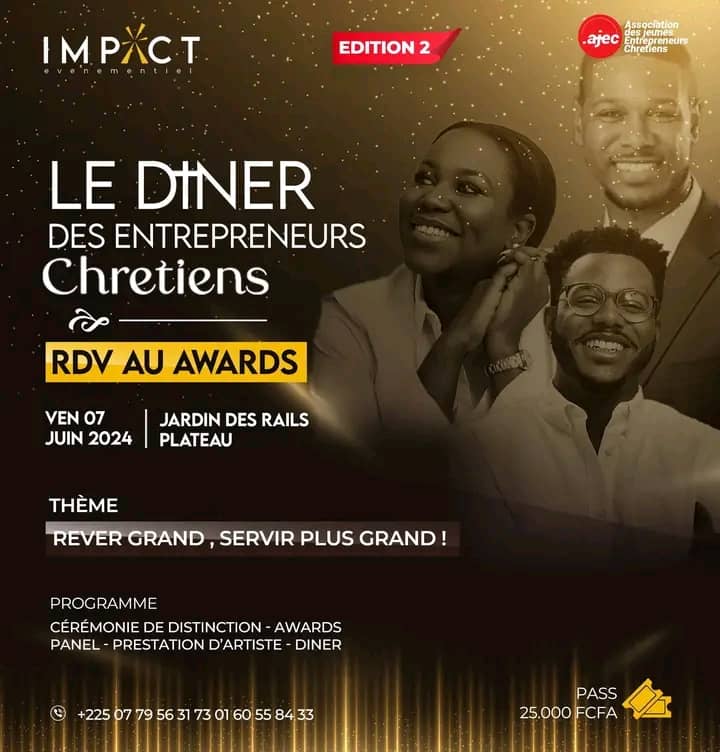 IMPACT
evenementiel
EDITION 2
.ajec
Association
des jeunes
Entrepreneurs
Chretiens
LE DINER
DES ENTREPRENEURS
Chretiens
RDV AU AWARDS
VEN 07
JUIN 2024
JARDIN DES RAILS
PLATEAU
THÈME
REVER GRAND , SERVIR PLUS GRAND !
PROGRAMME
CÉRÉMONIE DE DISTINCTION - AWARDS
PANEL - PRESTATION D'ARTISTE - DINER
+225 07 79 56 31 73 01 60 55 84 33
PASS
25.000 FCFA